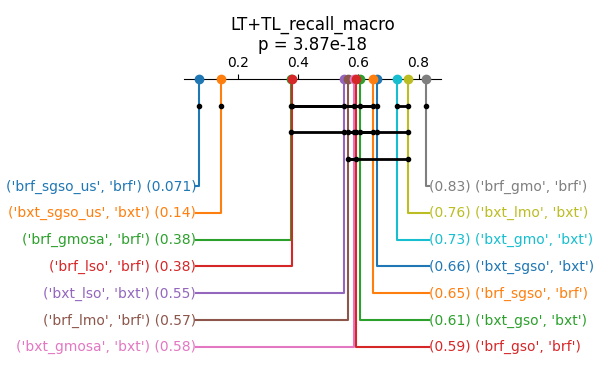 LT+TL_recall_macro
p = 3.87e-18
0.2 0.4 0.6 0.8
('brf_sgso_us', 'brf') (0.071)
(0.83) ('brf_gmo', 'brf')
('bxt_sgso_us', 'bxt') (0.14)
(0.76) ('bxt_lmo', 'bxt')
('brf_gmosa', 'brf') (0.38)
(0.73) ('bxt_gmo', 'bxt')
('brf_lso', 'brf') (0.38)
(0.66) ('bxt_sgso', 'bxt')
('bxt_lso', 'bxt') (0.55)
(0.65) ('brf_sgso', 'brf')
('brf_lmo', 'brf') (0.57)
(0.61) ('bxt_gso', 'bxt')
('bxt_gmosa', 'bxt') (0.58)
(0.59) ('brf_gso', 'brf')